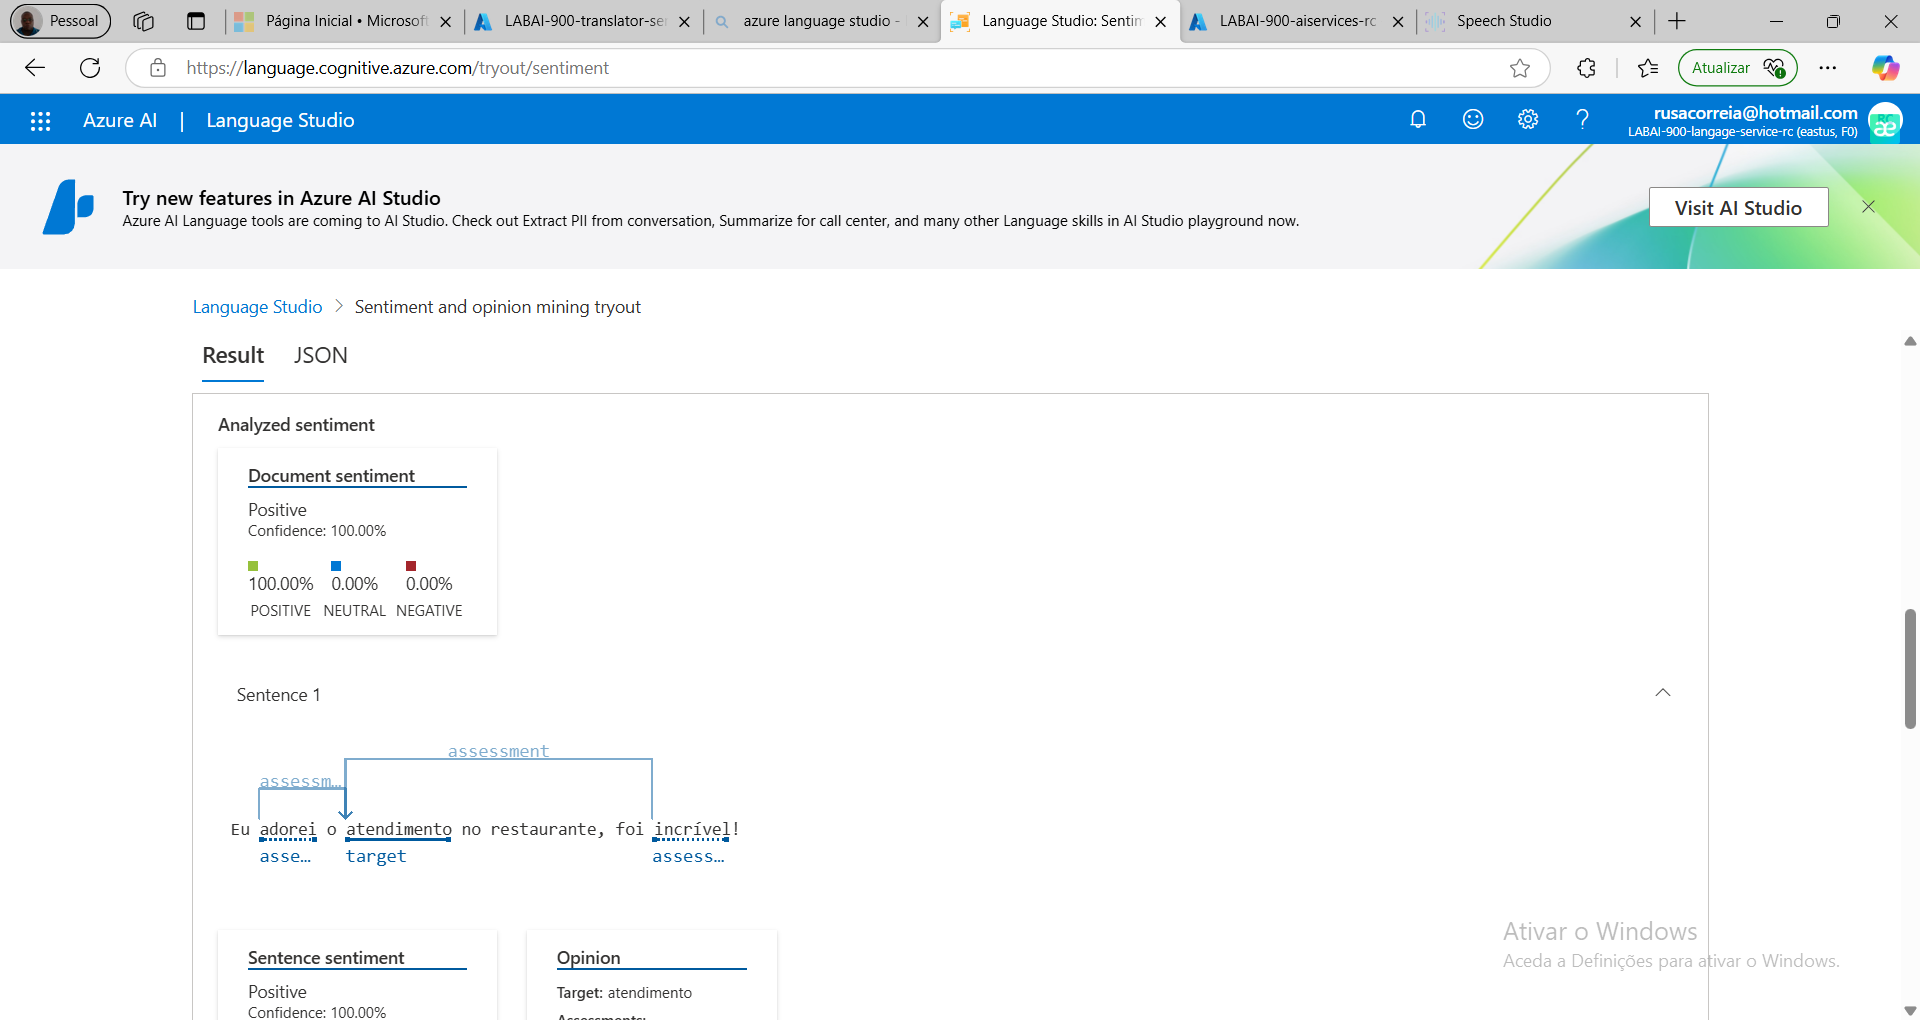 Pessoal
Página Inicial • Microsoft
LABAI-900-translator-ser
azure language studio -
Language Studio: Sentim
LABAI-900-aiservices-rc
Speech Studio
https://language.cognitive.azure.com/tryout/sentiment
Atualizar
Azure AI | Language Studio
rusacorreia@hotmail.com
LABAI-900-langage-service-rc (eastus, F0)
Try new features in Azure AI Studio
Azure AI Language tools are coming to AI Studio. Check out Extract PII from conversation, Summarize for call center, and many other Language skills in AI Studio playground now.
Visit AI Studio
Language Studio > Sentiment and opinion mining tryout
Result JSON
Analyzed sentiment
Document sentiment
Positive
Confidence: 100.00%
100.00% 0.00% 0.00%
POSITIVE NEUTRAL NEGATIVE
Sentence 1
assessment
assessm...
Eu adorei o atendimento no restaurante, foi incrível!
asse... target assess...
Sentence sentiment
Positive
Confidence: 100.00%
Opinion
Target: atendimento
Assessments:
Ativar o Windows
Aceda a Definições para ativar o Windows.